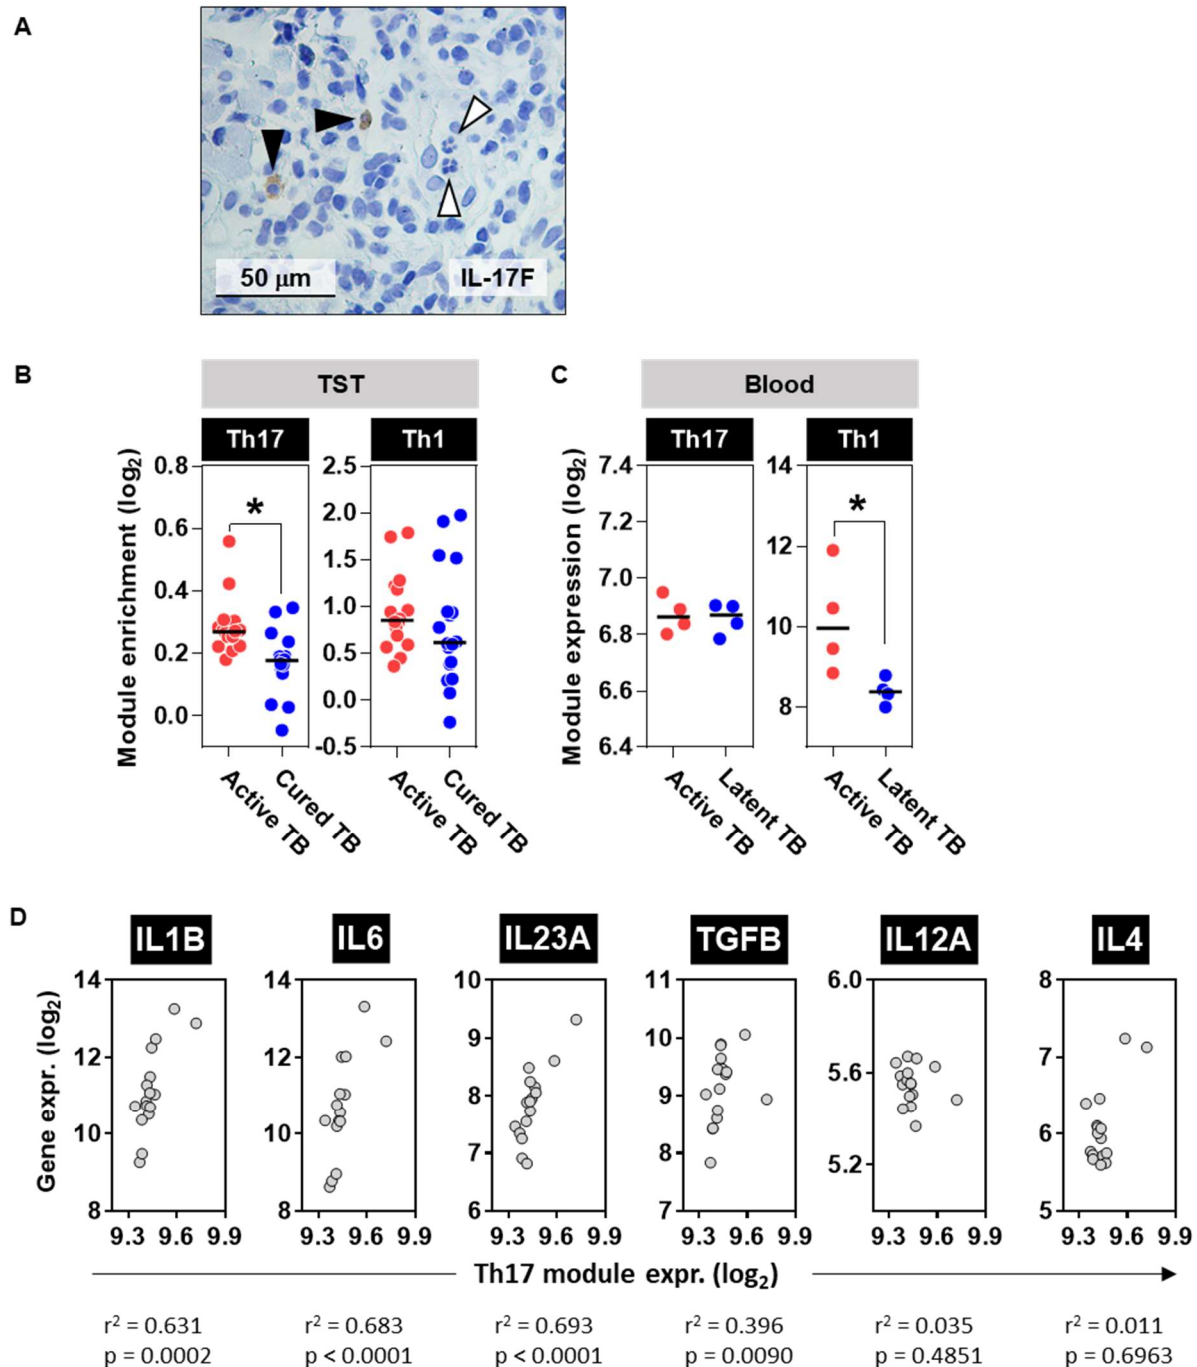 A
50 μm
IL-17F
B
TST
Th17
Th1
Module enrichment (log2)
0.8
0.6
0.4
0.2
0.0
2.5
2.0
1.5
1.0
0.5
0.0
-0.5
*
Active TB
Cured TB
Active TB
Cured TB
C
Blood
Th17
Th1
Module expression (log2)
7.4
7.2
7.0
6.8
6.6
6.4
14
12
10
8
*
Active TB
Latent TB
Active TB
Latent TB
D
IL1B
IL6
IL23A
TGFB
IL12A
IL4
Gene expr. (log2)
14
12
10
8
14
12
10
8
10
9
8
7
6
11
10
9
8
7
6.0
5.6
5.2
8
7
6
5
9.3 9.6 9.9
9.3 9.6 9.9
9.3 9.6 9.9
9.3 9.6 9.9
9.3 9.6 9.9
9.3 9.6 9.9
Th17 module expr. (log2)
r2 = 0.631
p = 0.0002
r2 = 0.683
p < 0.0001
r2 = 0.693
p < 0.0001
r2 = 0.396
p = 0.0090
r2 = 0.035
p = 0.4851
r2 = 0.011
p = 0.6963